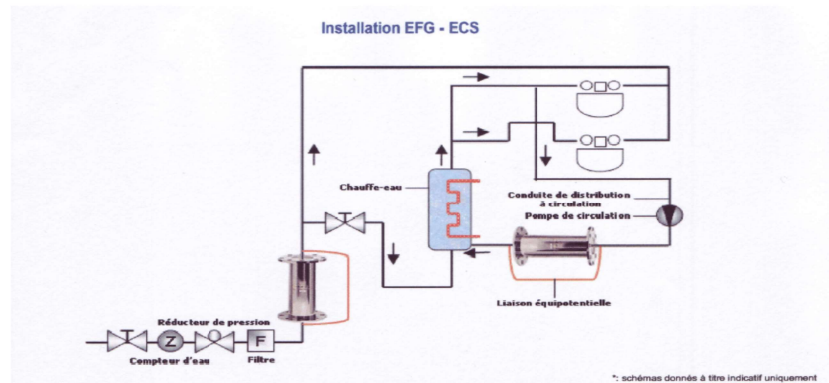 Installation EFG - ECS
Chauffe-eau
Conduite de distribution
à circulation
Pompe de circulation
Liaison équipotentielle
Réducteur de pression
Z
F
Compteur d'eau
Filtre
*: schémas donnés à titre indicatif uniquement